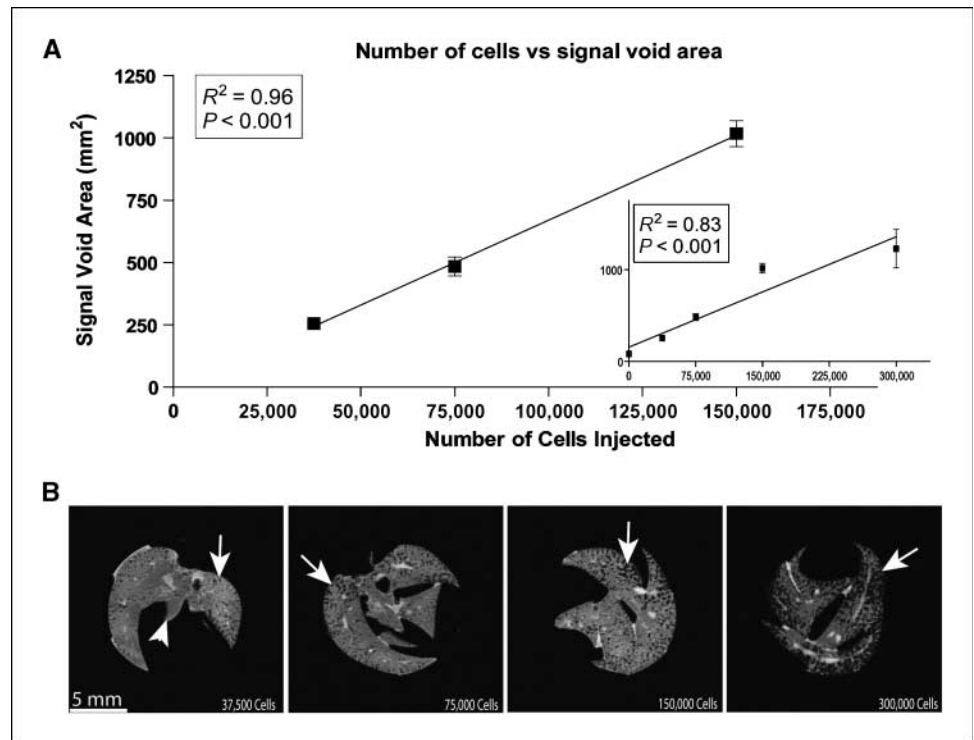 A
Number of cells vs signal void area
Signal Void Area (mm²)
1250
1000
750
500
250
0
R² = 0.96
P < 0.001
R² = 0.83
P < 0.001
1000
0
0 75,000 150,000 225,000 300,000
0 25,000 50,000 75,000 100,000 125,000 150,000 175,000
Number of Cells Injected
B
5 mm
37,500 Cells
75,000 Cells
150,000 Cells
300,000 Cells